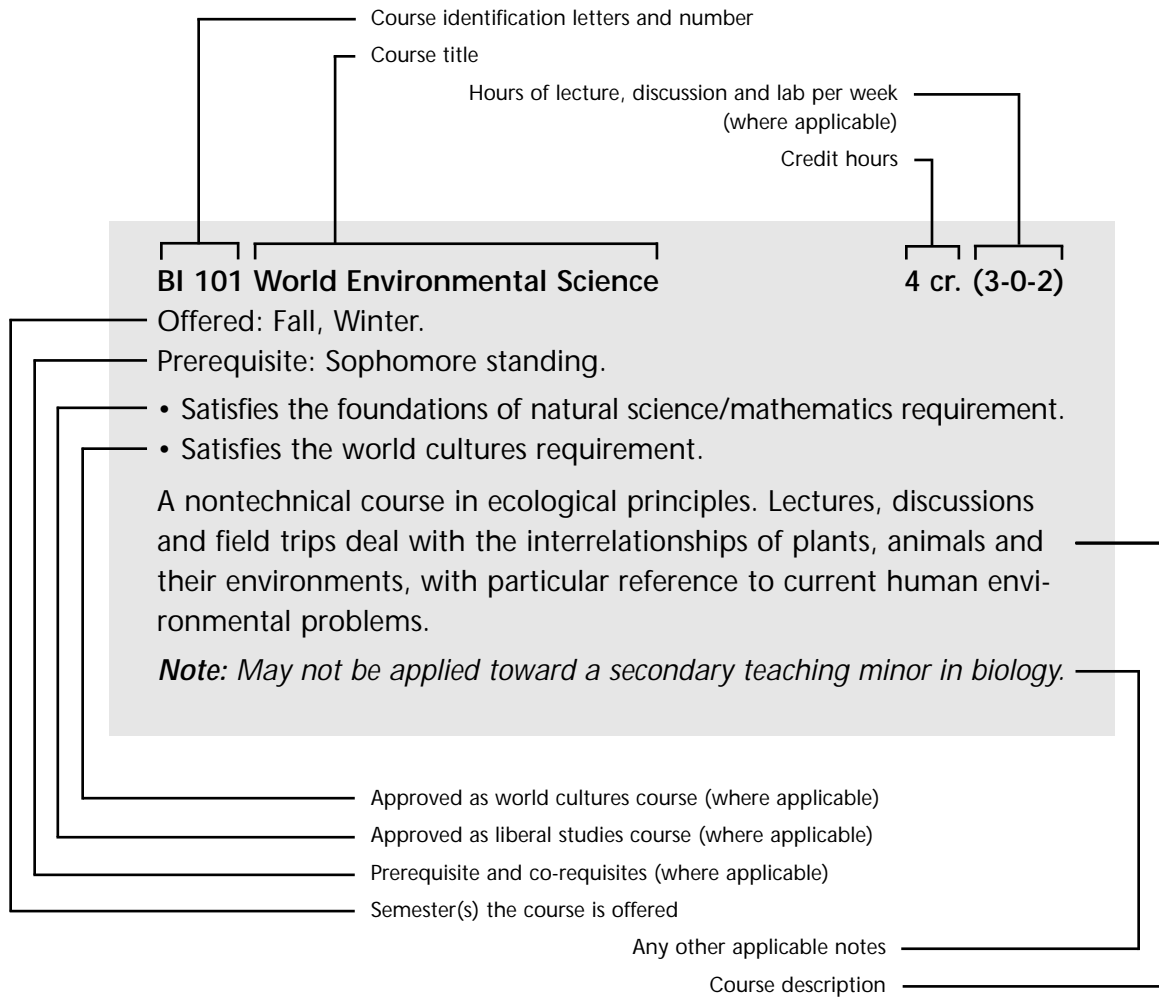 Course identification letters and number
Course title
Hours of lecture, discussion and lab per week
(where applicable)
Credit hours
BI 101 World Environmental Science 4 cr. (3-0-2)
Offered: Fall, Winter.
Prerequisite: Sophomore standing.
• Satisfies the foundations of natural science/mathematics requirement.
• Satisfies the world cultures requirement.
A nontechnical course in ecological principles. Lectures, discussions
and field trips deal with the interrelationships of plants, animals and
their environments, with particular reference to current human envi-
ronmental problems.
Note: May not be applied toward a secondary teaching minor in biology.
Approved as world cultures course (where applicable)
Approved as liberal studies course (where applicable)
Prerequisite and co-requisites (where applicable)
Semester(s) the course is offered
Any other applicable notes
Course description